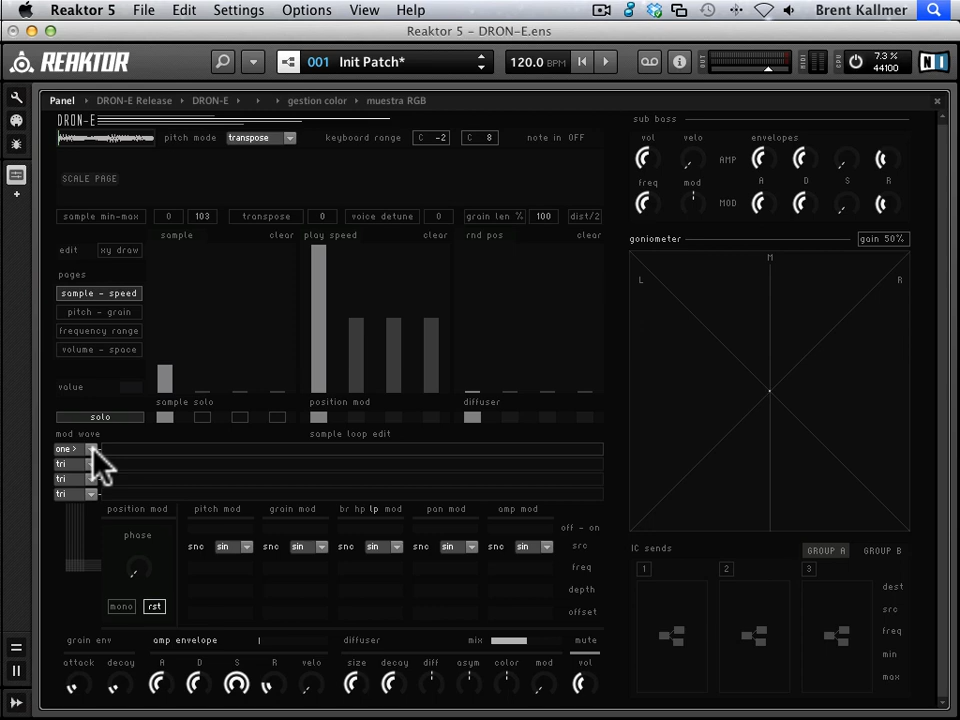 Reaktor 5 File Edit Settings Options View Help Brent Kallmer
Reaktor 5 - DRON-E.ens
REAKTOR 001 Init Patch* 120.0 BPM OUT MIDI CPU 7.3 % 44100 NI
Panel DRON-E Release DRON-E gestion color muestra RGB
DRON-E
pitch mode transpose keyboard range C -2 C 8 note in OFF
SCALE PAGE
sample min-max 0 103 transpose 0 voice detune 0 grain len % 100 dist/2
sample clear play speed clear rnd pos clear
edit xy draw
pages
sample - speed
pitch - grain
frequency range
volume - space
value
sample solo position mod diffuser
solo
mod wave sample loop edit
one >
tri
tri
tri
position mod pitch mod grain mod br hp lp mod pan mod amp mod
off - on
phase
snc sin snc sin snc sin snc sin snc sin src
freq
depth
mono rst offset
grain env amp envelope diffuser mix mute
attack decay A D S R velo size decay diff asym color mod vol
sub bass
vol velo envelopes
AMP
freq mod A D S R
MOD
goniometer gain 50%
M
L R
IC sends GROUP A GROUP B
1 2 3
dest
src
freq
min
max